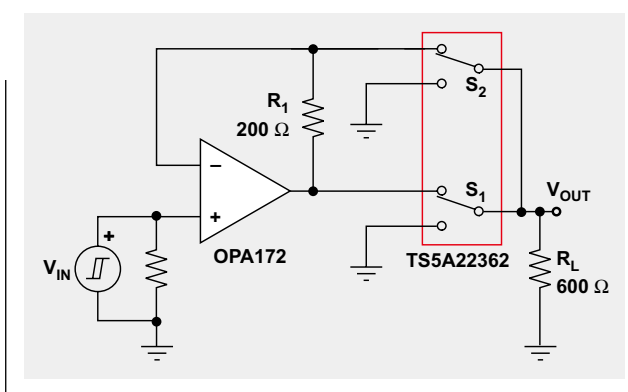 R1
200 Ω
S2
–
+
OPA172
S1
VOUT
VIN
+
TS5A22362
RL
600 Ω